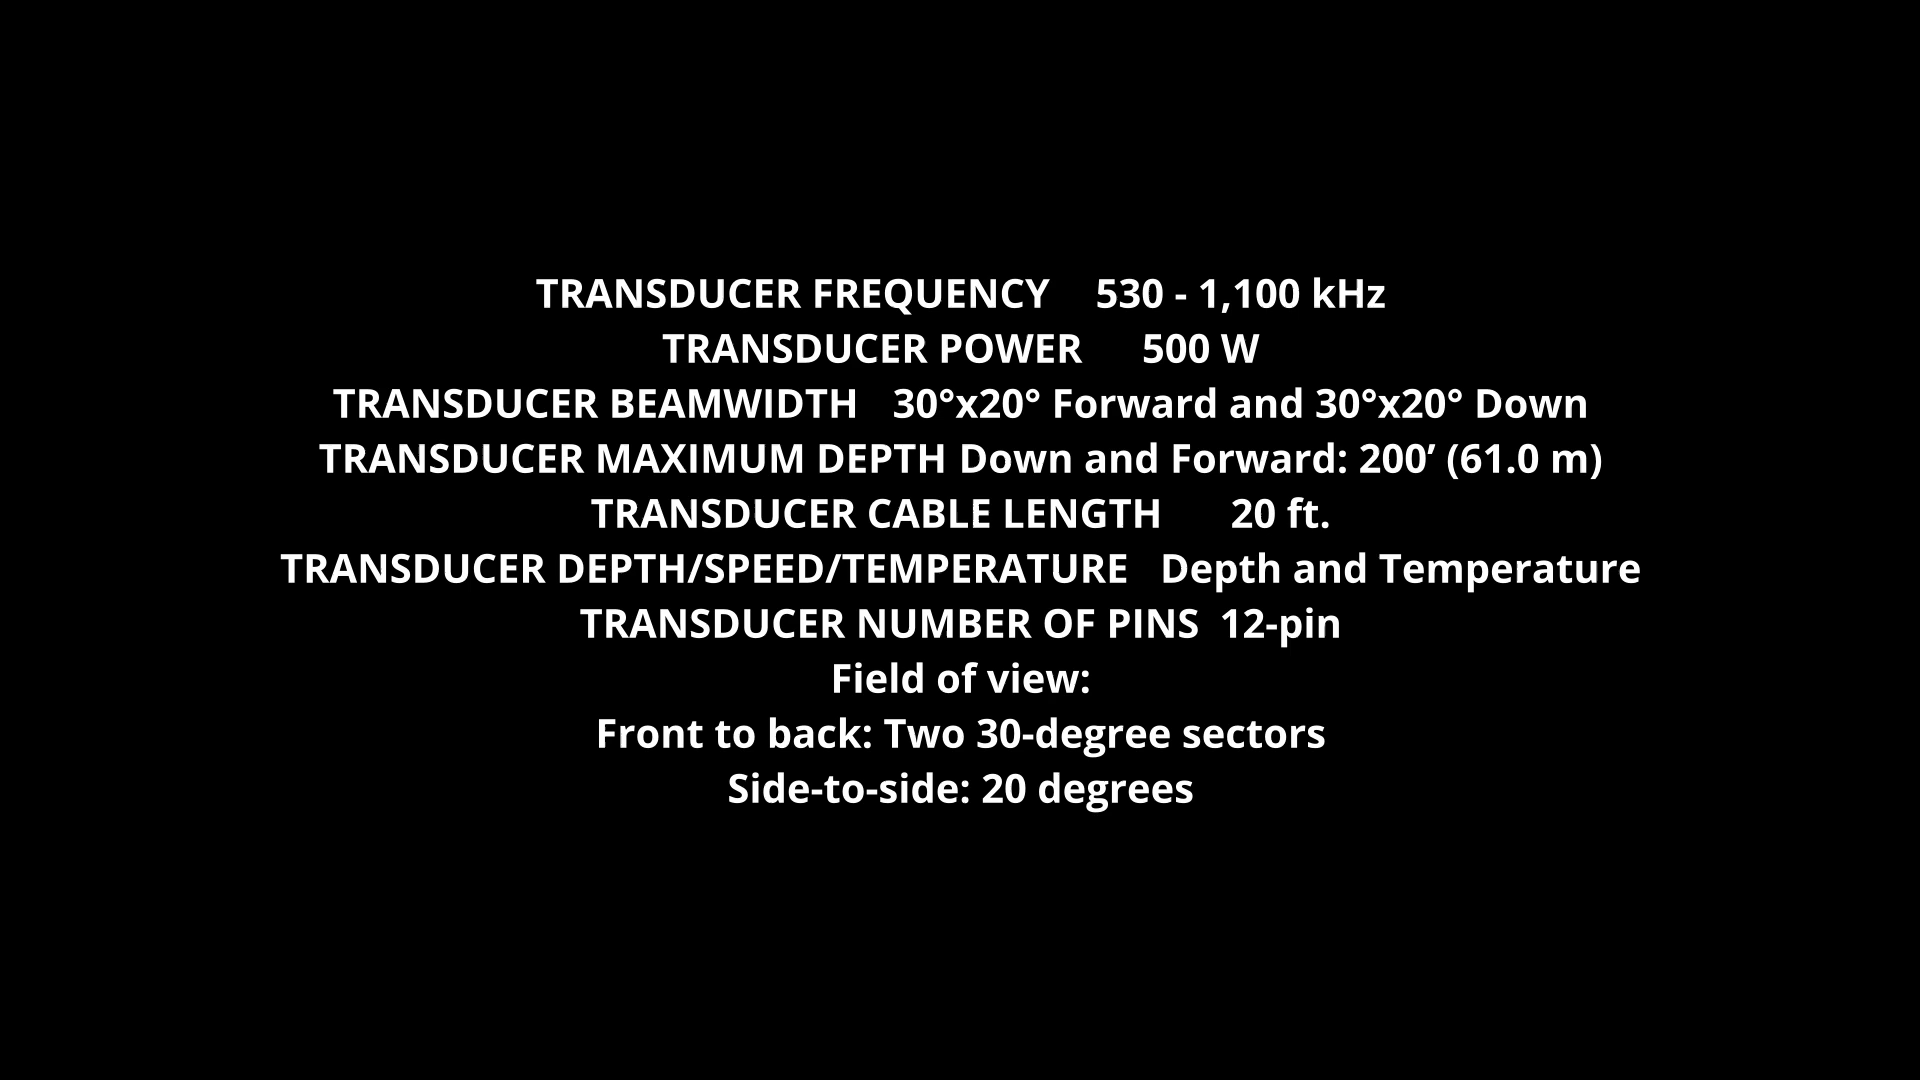 TRANSDUCER FREQUENCY 530 - 1,100 kHz
TRANSDUCER POWER 500 W
TRANSDUCER BEAMWIDTH 30°x20° Forward and 30°x20° Down
TRANSDUCER MAXIMUM DEPTH Down and Forward: 200’ (61.0 m)
TRANSDUCER CABLE LENGTH 20 ft.
TRANSDUCER DEPTH/SPEED/TEMPERATURE Depth and Temperature
TRANSDUCER NUMBER OF PINS 12-pin
Field of view:
Front to back: Two 30-degree sectors
Side-to-side: 20 degrees